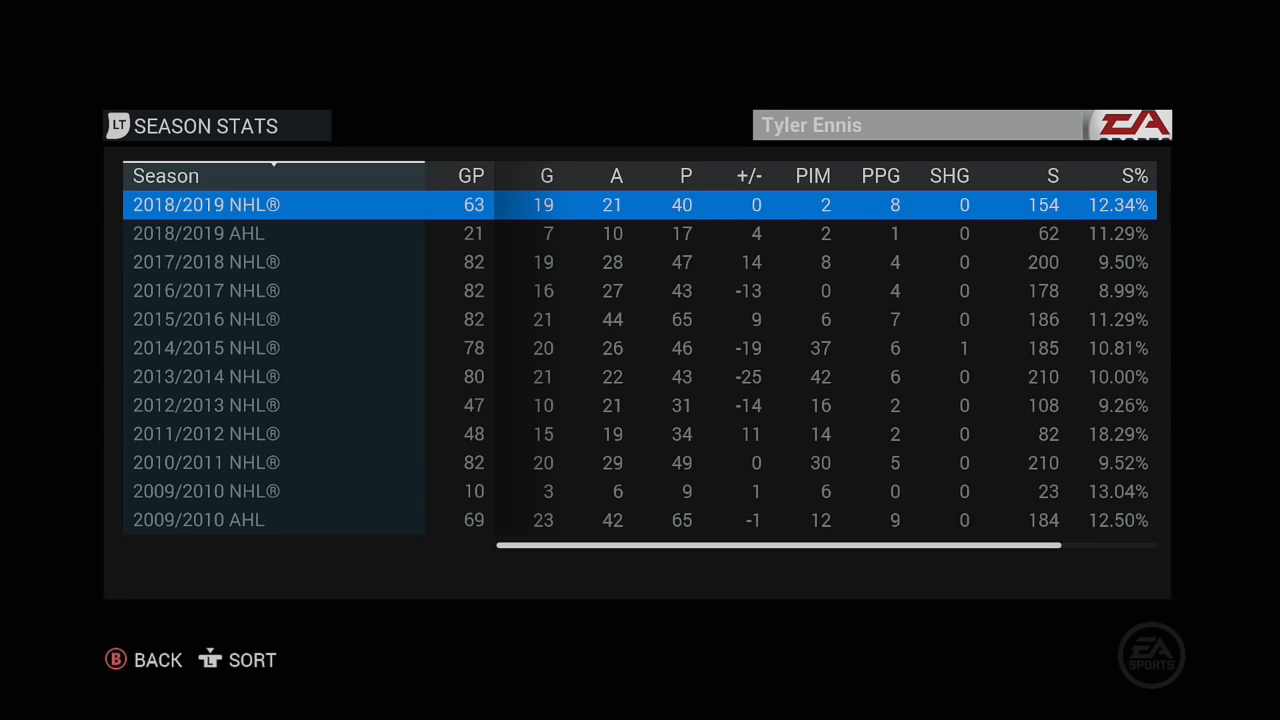 LT SEASON STATS
Tyler Ennis
EA SPORTS
Season GP G A P +/- PIM PPG SHG S S%
2018/2019 NHL® 63 19 21 40 0 2 8 0 154 12.34%
2018/2019 AHL 21 7 10 17 4 2 1 0 62 11.29%
2017/2018 NHL® 82 19 28 47 14 8 4 0 200 9.50%
2016/2017 NHL® 82 16 27 43 -13 0 4 0 178 8.99%
2015/2016 NHL® 82 21 44 65 9 6 7 0 186 11.29%
2014/2015 NHL® 78 20 26 46 -19 37 6 1 185 10.81%
2013/2014 NHL® 80 21 22 43 -25 42 6 0 210 10.00%
2012/2013 NHL® 47 10 21 31 -14 16 2 0 108 9.26%
2011/2012 NHL® 48 15 19 34 11 14 2 0 82 18.29%
2010/2011 NHL® 82 20 29 49 0 30 5 0 210 9.52%
2009/2010 NHL® 10 3 6 9 1 6 0 0 23 13.04%
2009/2010 AHL 69 23 42 65 -1 12 9 0 184 12.50%
B BACK L SORT
EA
SPORTS